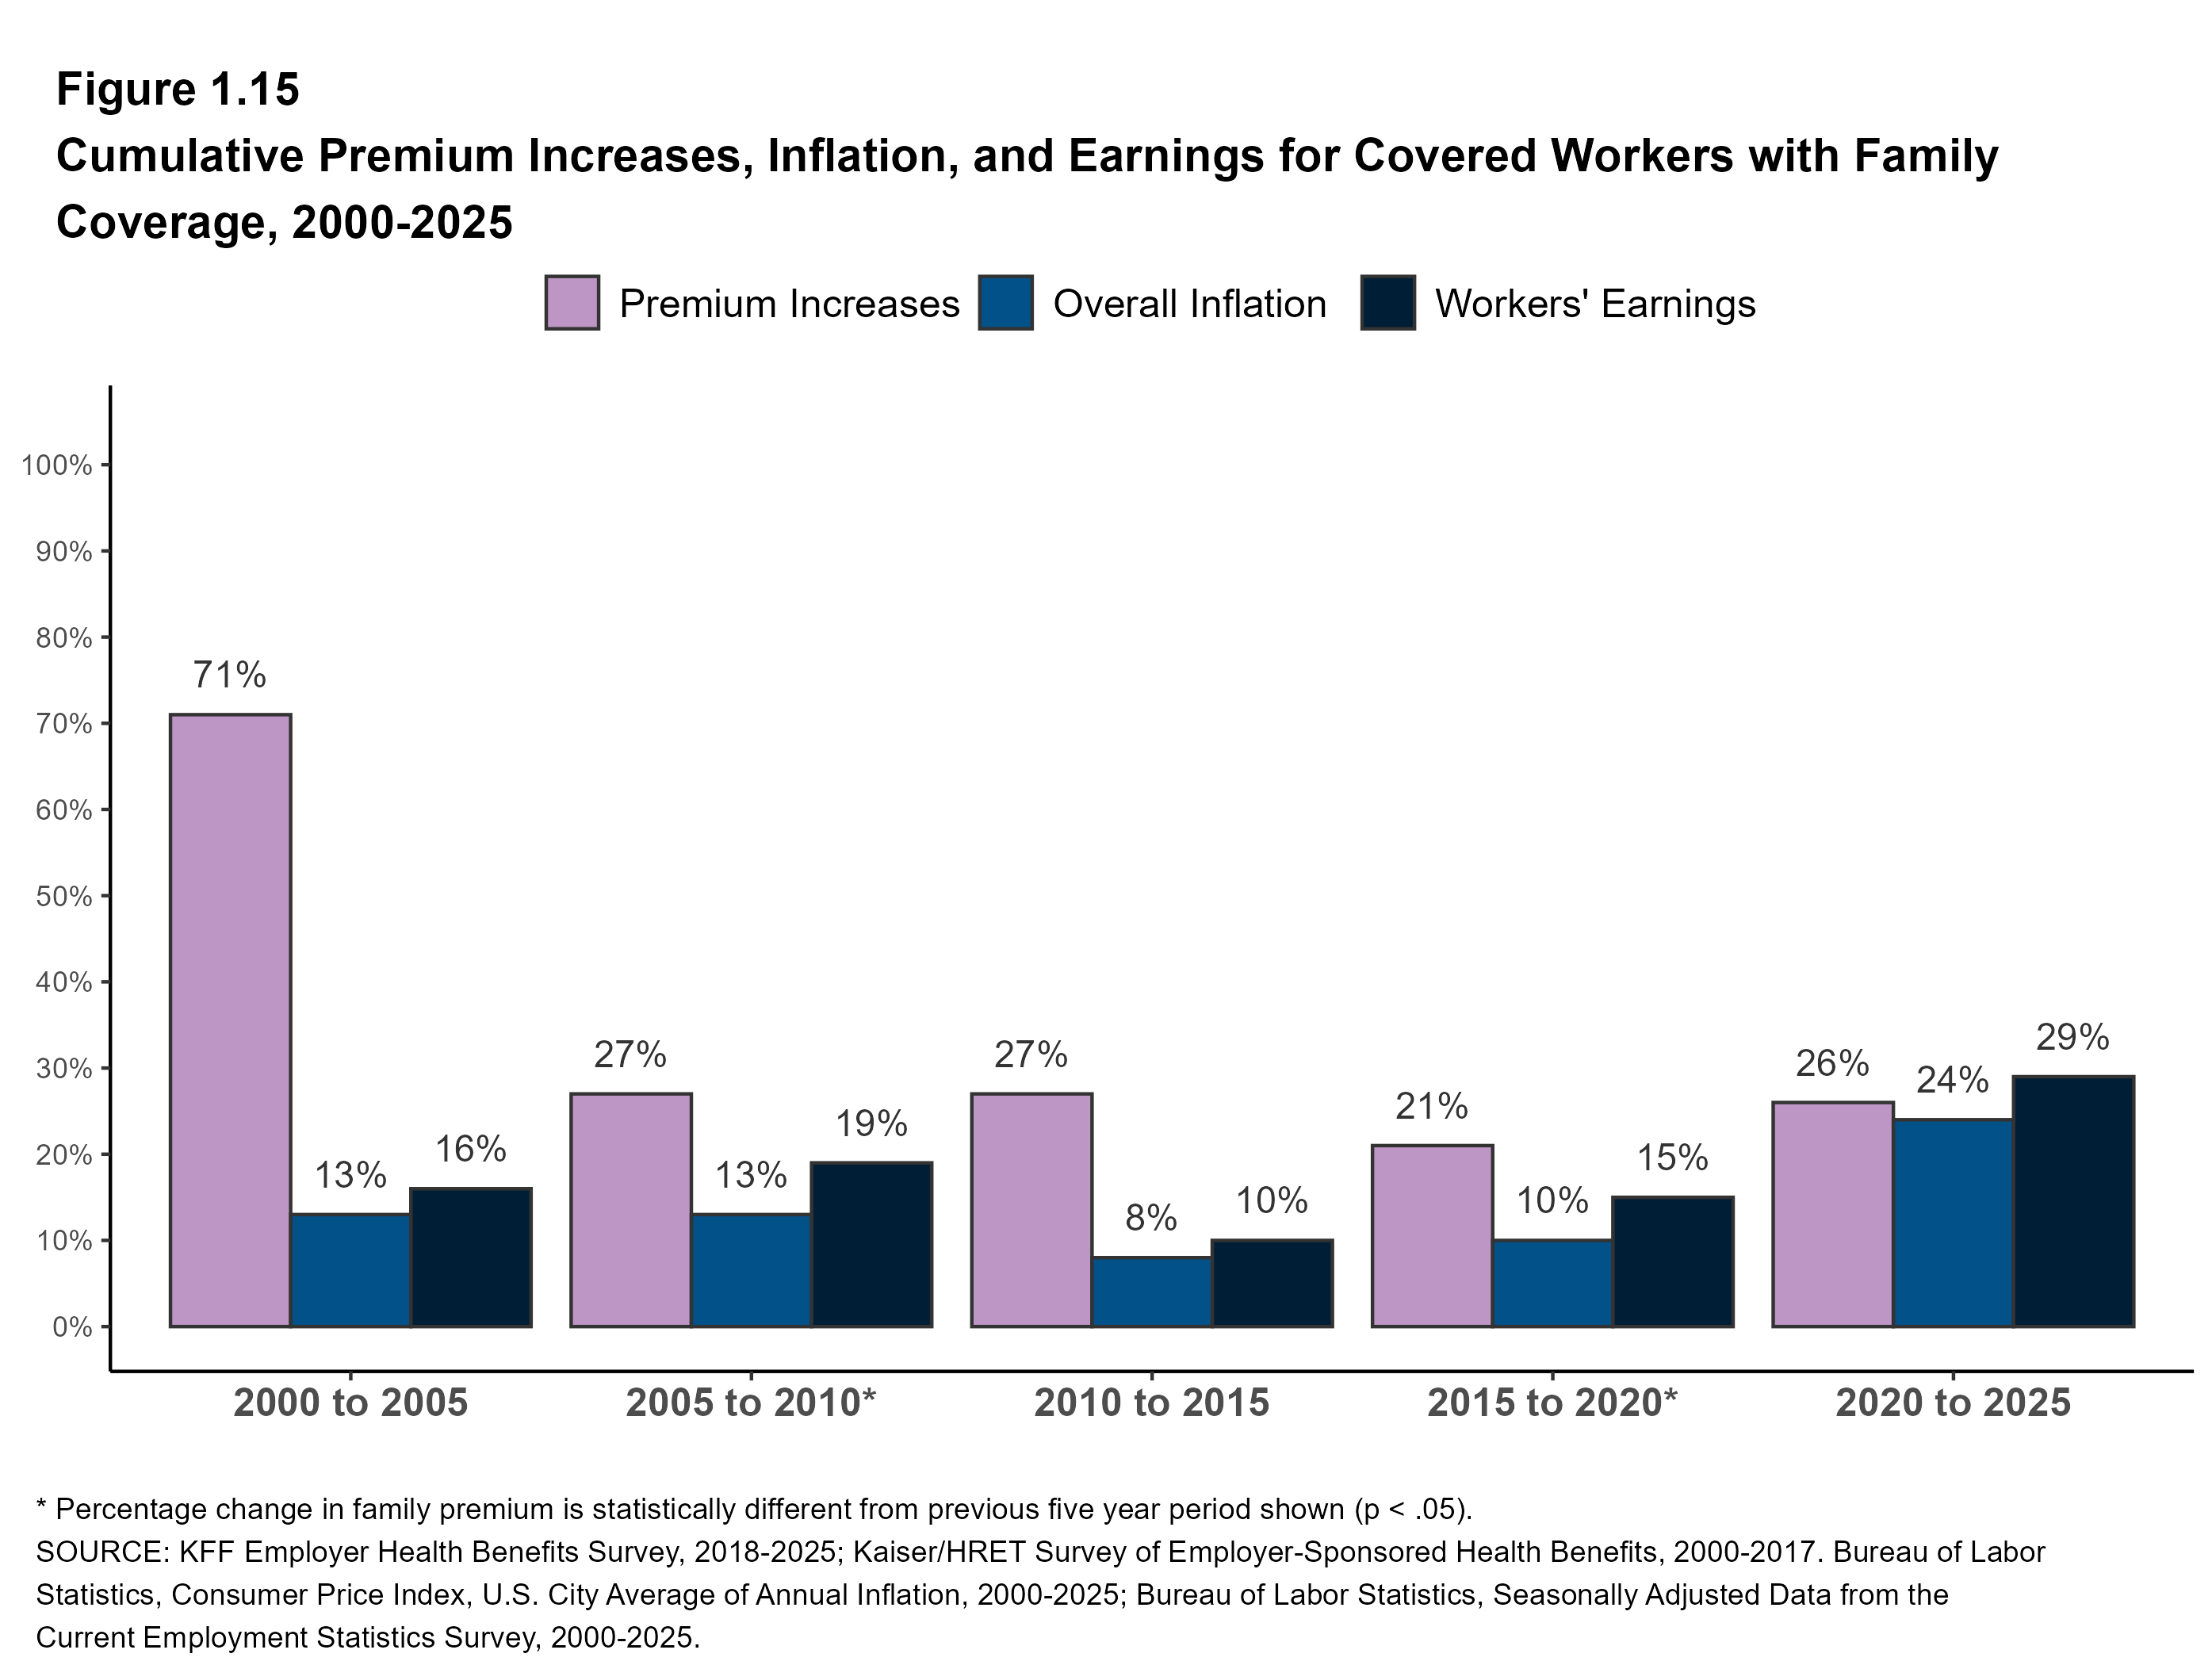 Figure 1.15
Cumulative Premium Increases, Inflation, and Earnings for Covered Workers with Family
Coverage, 2000-2025
Premium Increases
Overall Inflation
Workers' Earnings
100%
90%
80%
70%
60%
50%
40%
30%
20%
10%
0%
71%
13%
16%
27%
13%
19%
27%
8%
10%
21%
10%
15%
26%
24%
29%
2000 to 2005
2005 to 2010*
2010 to 2015
2015 to 2020*
2020 to 2025
* Percentage change in family premium is statistically different from previous five year period shown (p < .05).
SOURCE: KFF Employer Health Benefits Survey, 2018-2025; Kaiser/HRET Survey of Employer-Sponsored Health Benefits, 2000-2017. Bureau of Labor
Statistics, Consumer Price Index, U.S. City Average of Annual Inflation, 2000-2025; Bureau of Labor Statistics, Seasonally Adjusted Data from the
Current Employment Statistics Survey, 2000-2025.